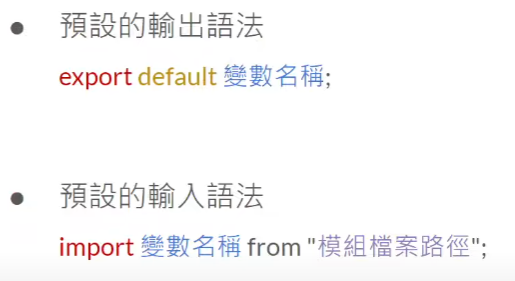 ● 預設的輸出語法
export default 變數名稱;
● 預設的輸入語法
import 變數名稱 from "模組檔案路徑";